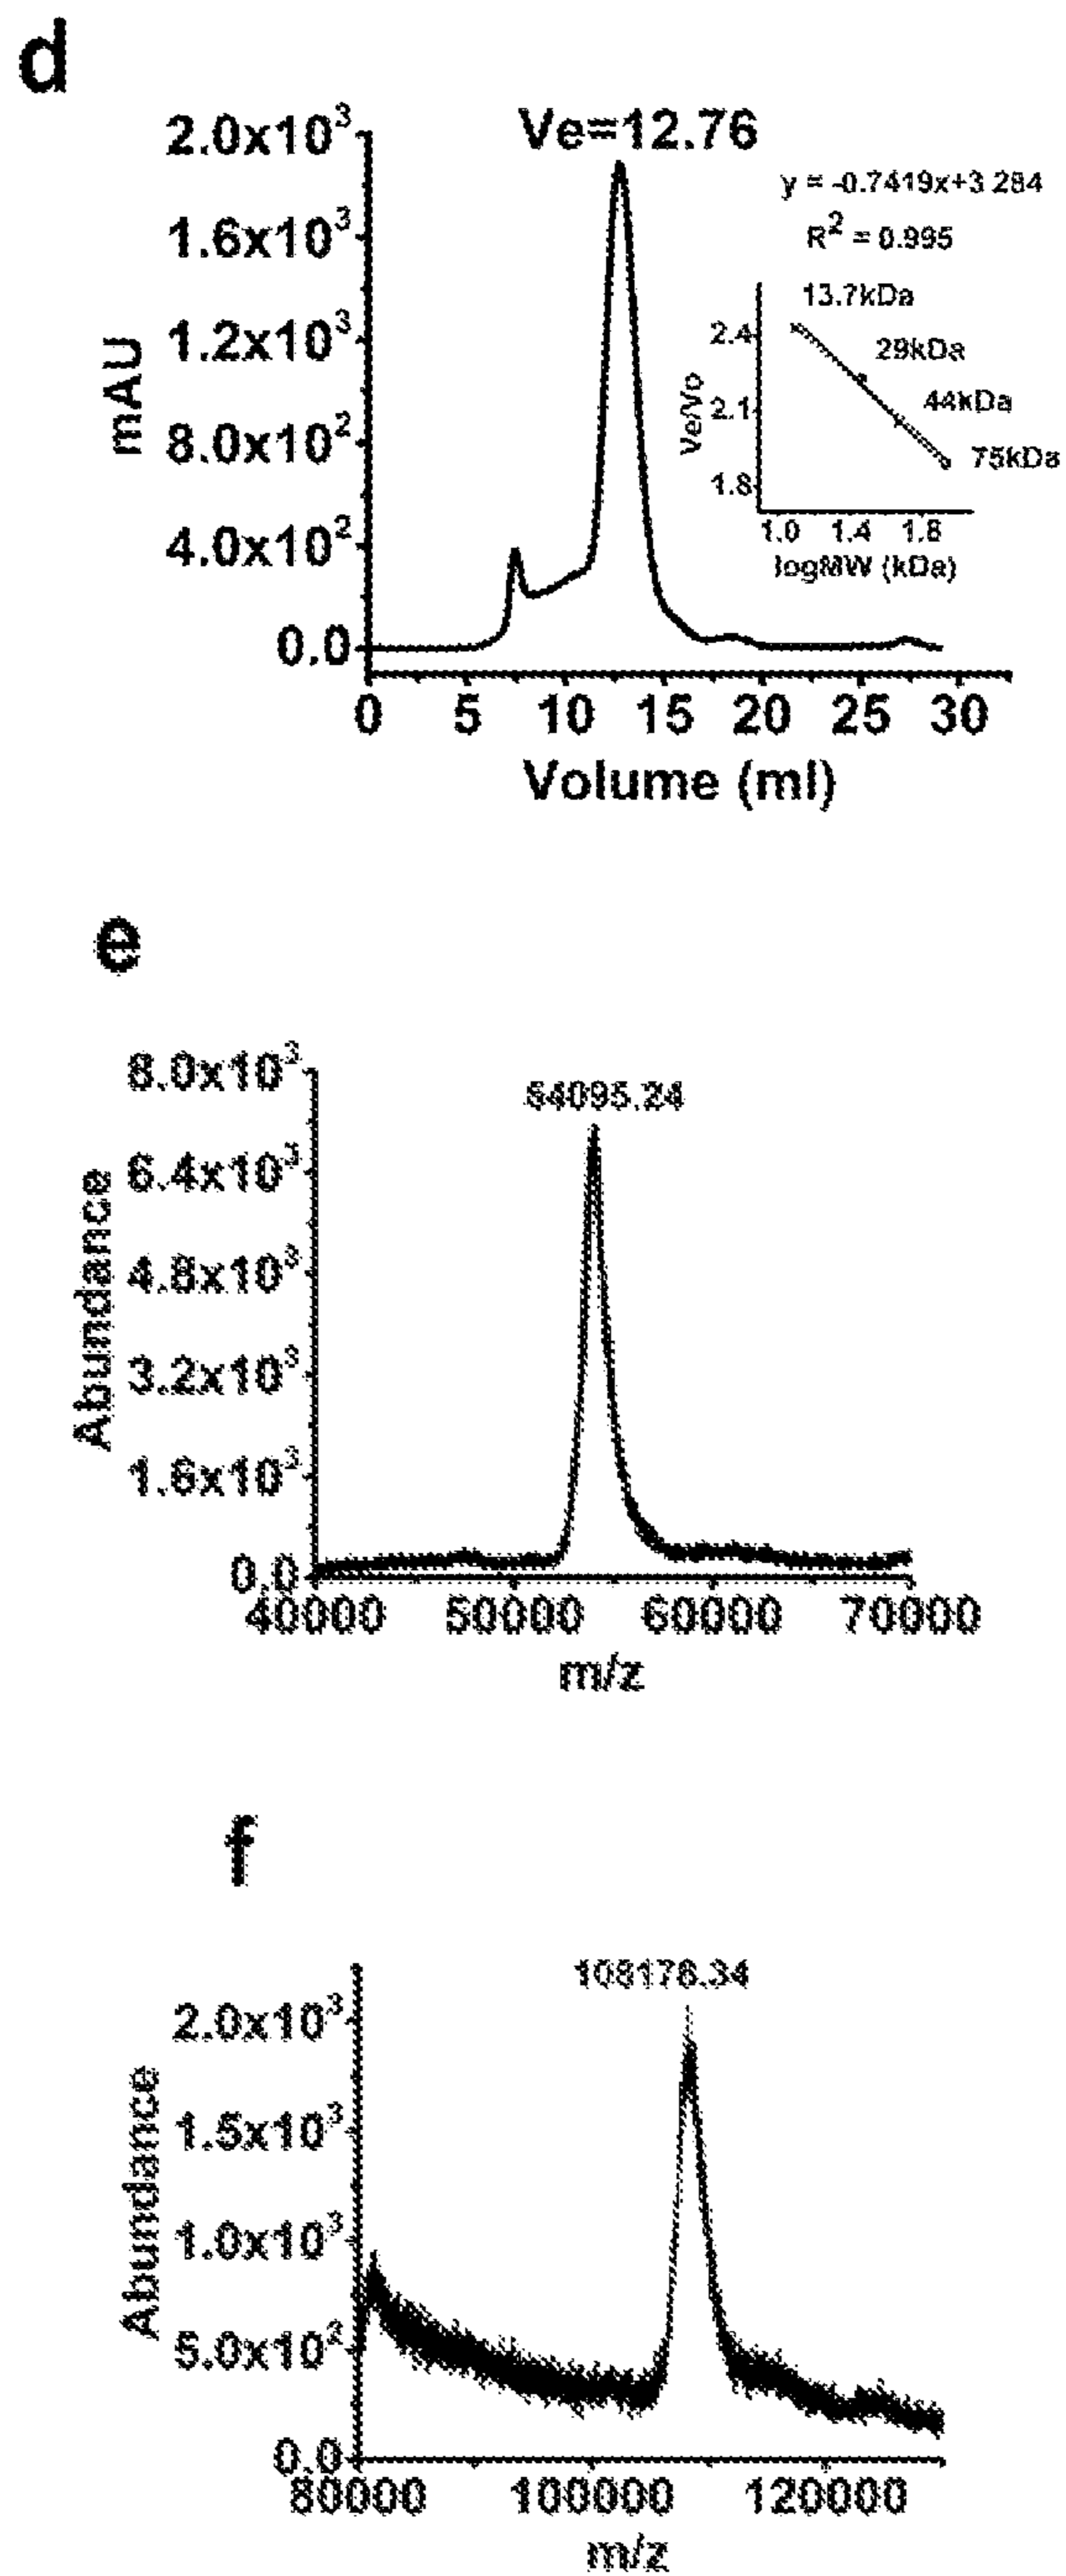 d
2.0x10³
Ve=12.76
y = -0.7419x+3.284
R² = 0.995
1.6x10³
13.7kDa
2.4
29kDa
1.2x10³
44kDa
2.1
75kDa
8.0x10²
1.8
4.0x10²
1.0 1.4 1.8
logMW (kDa)
Ve/Vo
mAU
0.0
0 5 10 15 20 25 30
Volume (ml)
e
8.0x10³
54095.24
6.4x10³
4.8x10³
3.2x10³
1.6x10³
0.0
Abundance
40000 50000 60000 70000
m/z
f
108178.34
2.0x10³
1.5x10³
1.0x10³
5.0x10²
0.0
Abundance
80000 100000 120000
m/z